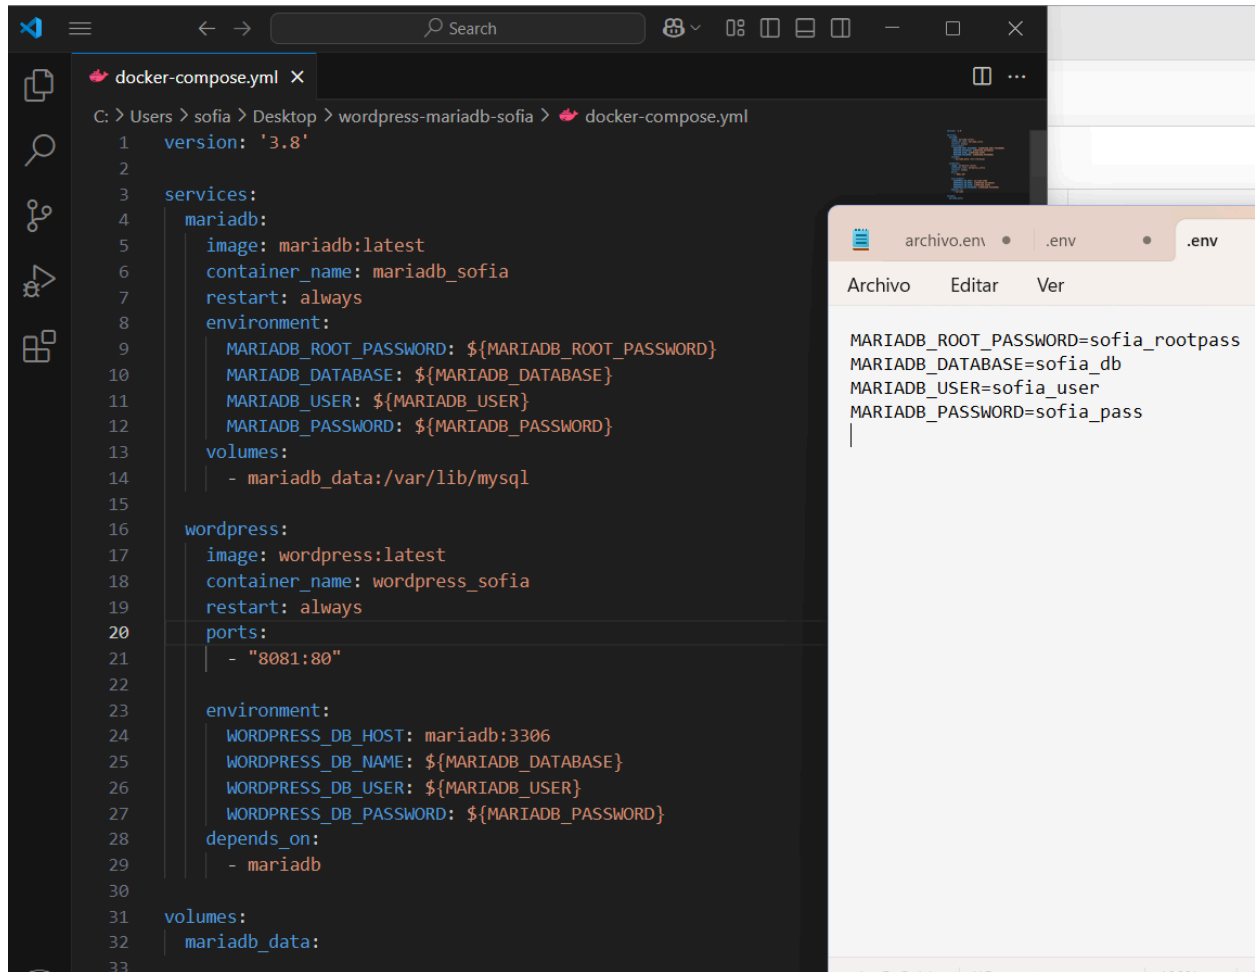 Search
docker-compose.yml
C: > Users > sofia > Desktop > wordpress-mariadb-sofia > docker-compose.yml
1 version: '3.8'
2
3 services:
4 mariadb:
5 image: mariadb:latest
6 container_name: mariadb_sofia
7 restart: always
8 environment:
9 MARIADB_ROOT_PASSWORD: ${MARIADB_ROOT_PASSWORD}
10 MARIADB_DATABASE: ${MARIADB_DATABASE}
11 MARIADB_USER: ${MARIADB_USER}
12 MARIADB_PASSWORD: ${MARIADB_PASSWORD}
13 volumes:
14 - mariadb_data:/var/lib/mysql
15
16 wordpress:
17 image: wordpress:latest
18 container_name: wordpress_sofia
19 restart: always
20 ports:
21 - "8081:80"
22
23 environment:
24 WORDPRESS_DB_HOST: mariadb:3306
25 WORDPRESS_DB_NAME: ${MARIADB_DATABASE}
26 WORDPRESS_DB_USER: ${MARIADB_USER}
27 WORDPRESS_DB_PASSWORD: ${MARIADB_PASSWORD}
28 depends_on:
29 - mariadb
30
31 volumes:
32 mariadb_data:
33
archivo.env .env .env
Archivo Editar Ver
MARIADB_ROOT_PASSWORD=sofia_rootpass
MARIADB_DATABASE=sofia_db
MARIADB_USER=sofia_user
MARIADB_PASSWORD=sofia_pass